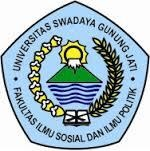 UNIVERSITAS SWADAYA GUNUNG JATI
FAKULTAS ILMU SOSIAL DAN ILMU POLITIK